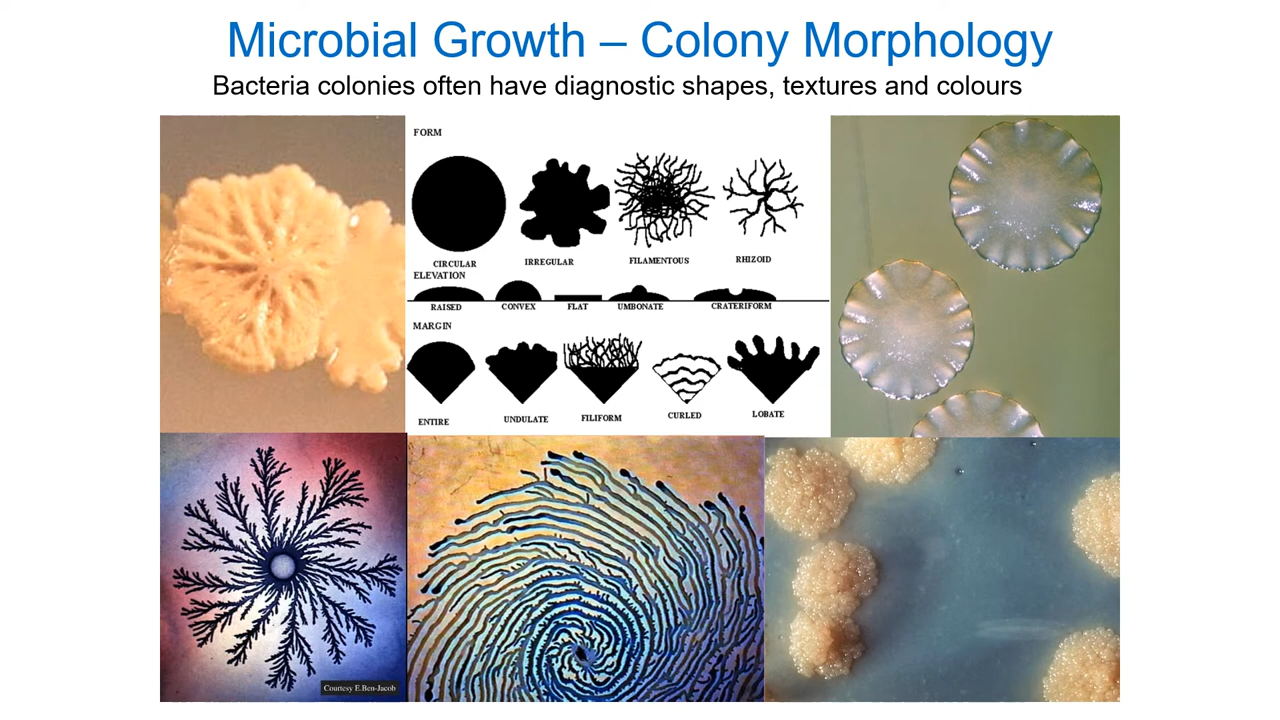 Microbial Growth – Colony Morphology
Bacteria colonies often have diagnostic shapes, textures and colours
FORM
CIRCULAR IRREGULAR FILAMENTOUS RHIZOID
ELEVATION
RAISED CONVEX FLAT UMBONATE CRATERIFORM
MARGIN
ENTIRE UNDULATE FILIFORM CURLED LOBATE
Courtesy E.Ben-Jacob